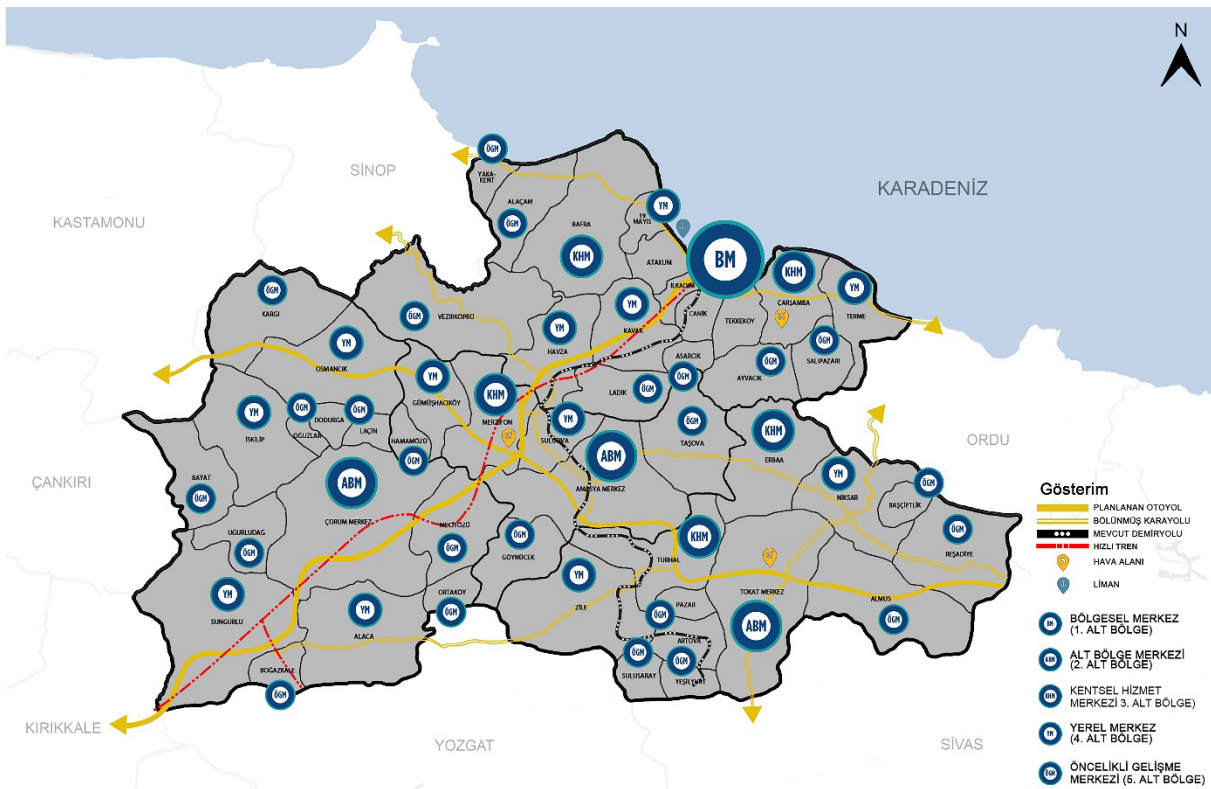 N
SİNOP
KASTAMONU
KARADENİZ
ÖGM
YAKA-
KENT
ALAÇAM
ÖGM
BAFRA
KHM
19
MAYIS
YM
ATAKUM
BM
İLKADIM
CANİK
TEKKEKÖY
KHM
ÇARŞAMBA
YM
TERME
ÖGM
SALIPAZARI
ÖGM
AYVACIK
ÖGM
KARGI
ÖGM
VEZİRKÖPRÜ
YM
HAVZA
YM
KAVAK
ASARCIK
ÖGM
LADİK
ÖGM
YM
OSMANCIK
YM
GÜMÜŞHACIKÖY
KHM
MERZİFON
YM
SULUOVA
ÖGM
TAŞOVA
KHM
ERBAA
ORDU
YM
İSKİLİP
ÖGM
OĞUZLAR
DODURGA
ÖGM
LAÇİN
HAMAMÖZÜ
ÖGM
ABM
AMASYA MERKEZ
YM
NİKSAR
ÖGM
BAŞÇİFTLİK
ÇANKIRI
BAYAT
ÖGM
ABM
ÇORUM MERKEZ
MECİTÖZÜ
ÖGM
ÖGM
GÖYNÜCEK
KHM
TURHAL
ÖGM
REŞADİYE
UĞURLUDAG
ÖGM
YM
SUNGURLU
YM
ALACA
ORTAKÖY
ÖGM
YM
ZİLE
PAZAR
ÖGM
ARTOVA
TOKAT MERKEZ
ABM
ALMUS
ÖGM
BOĞAZKALE
ÖGM
ÖGM
SULUSARAY
ÖGM
YEŞİLYURT
KIRIKKALE
YOZGAT
SİVAS
Gösterim
PLANLANAN OTOYOL
BÖLÜNMÜŞ KARAYOLU
MEVCUT DEMİRYOLU
HIZLI TREN
HAVA ALANI
LİMAN
BM
BÖLGESEL MERKEZ
(1. ALT BÖLGE)
ABM
ALT BÖLGE MERKEZİ
(2. ALT BÖLGE)
KHM
KENTSEL HİZMET
MERKEZİ 3. ALT BÖLGE)
YM
YEREL MERKEZ
(4. ALT BÖLGE)
ÖGM
ÖNCELİKLİ GELİŞME
MERKEZİ (5. ALT BÖLGE)